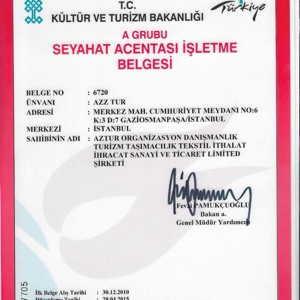 T.C.
Türkiye
KÜLTÜR VE TURİZM BAKANLIĞI
A GRUBU
SEYAHAT ACENTASI İŞLETME
BELGESİ
BELGE NO : 6720
ÜNVANI : AZZ TUR
ADRESİ : MERKEZ MAH. CUMHURİYET MEYDANI NO:6
K:3 D:7 GAZİOSMANPAŞA/İSTANBUL
MERKEZİ : İSTANBUL
SAHİBİNİN ADI : AZTUR ORGANİZASYON DANIŞMANLIK
TURİZM TAŞIMACILIK TEKSTİL İTHALAT
İHRACAT SANAYİ VE TİCARET LİMİTED
ŞİRKETİ
Fevzi PAMUKÇUOĞLU
Bakan a.
Genel Müdür Yardımcısı
7705
İlk Belge Alış Tarihi : 30.12.2010
Düzenleme Tarihi : 29.04.2015